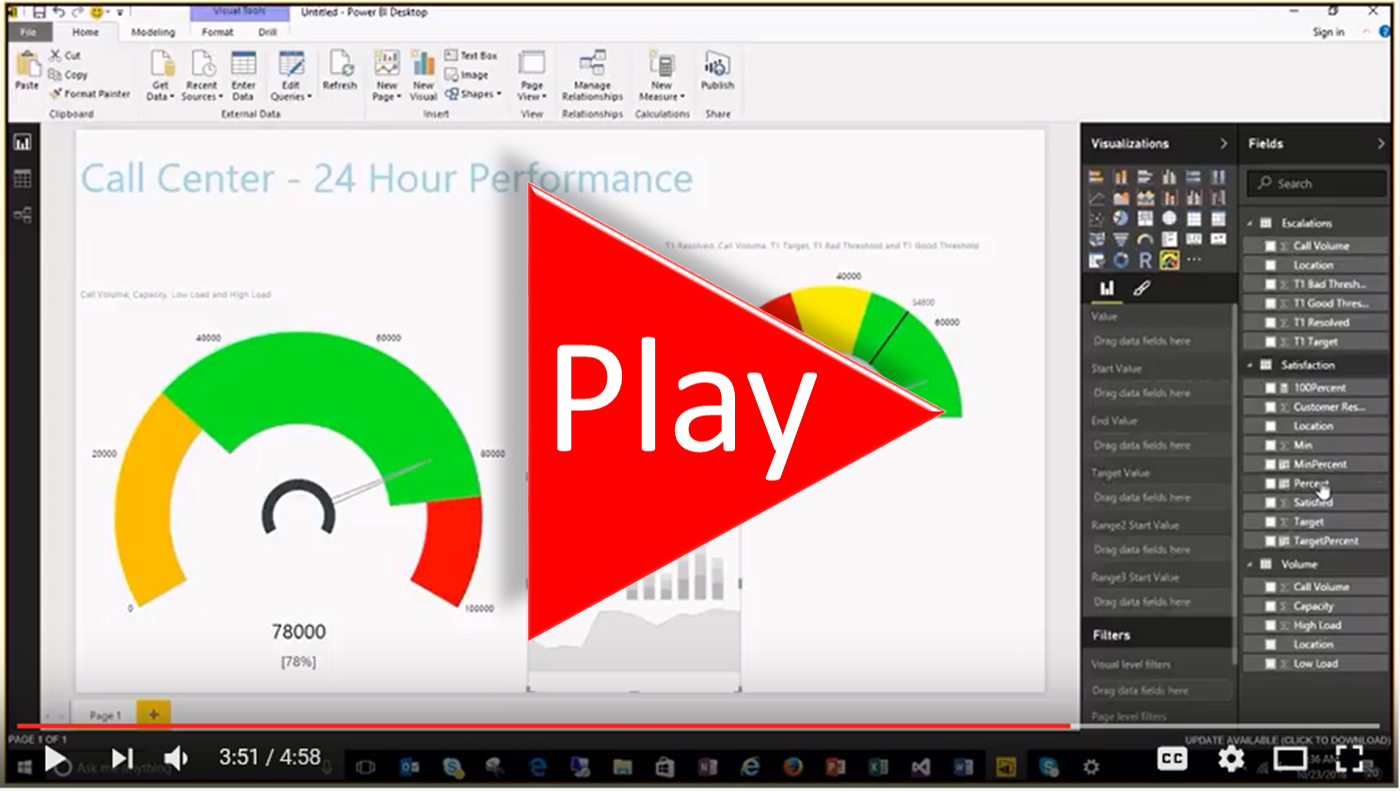 Visual Tools
Untitled - Power BI Desktop
File Home Modeling Format Drill
Sign in
Paste
Cut
Copy
Format Painter
Clipboard
Get Data
Recent Sources
Enter Data
Edit Queries
Refresh
External Data
New Page
New Visual
Text Box
Image
Shapes
Insert
Page View
View
Manage Relationships
Relationships
New Measure
Calculations
Publish
Share
Call Center - 24 Hour Performance
T1 Resolved, Call Volume, T1 Target, T1 Bad Threshold and T1 Good Threshold
40000
54600
60000
Call Volume, Capacity, Low Load and High Load
0
20000
40000
60000
80000
100000
78000
[78%]
Play
Visualizations
R
Value
Drag data fields here
Start Value
Drag data fields here
End Value
Drag data fields here
Target Value
Drag data fields here
Range2 Start Value
Drag data fields here
Range3 Start Value
Drag data fields here
Filters
Visual level filters
Drag data fields here
Page level filters
Fields
Search
Escalations
Call Volume
Location
T1 Bad Thresh...
T1 Good Thres...
T1 Resolved
T1 Target
Satisfaction
100Percent
Customer Res...
Location
Min
MinPercent
Percent
Satisfied
Target
TargetPercent
Volume
Call Volume
Capacity
High Load
Location
Low Load
Page 1 +
PAGE 1 OF 1
UPDATE AVAILABLE (CLICK TO DOWNLOAD)
3:51 / 4:58
CC
Ask me anything